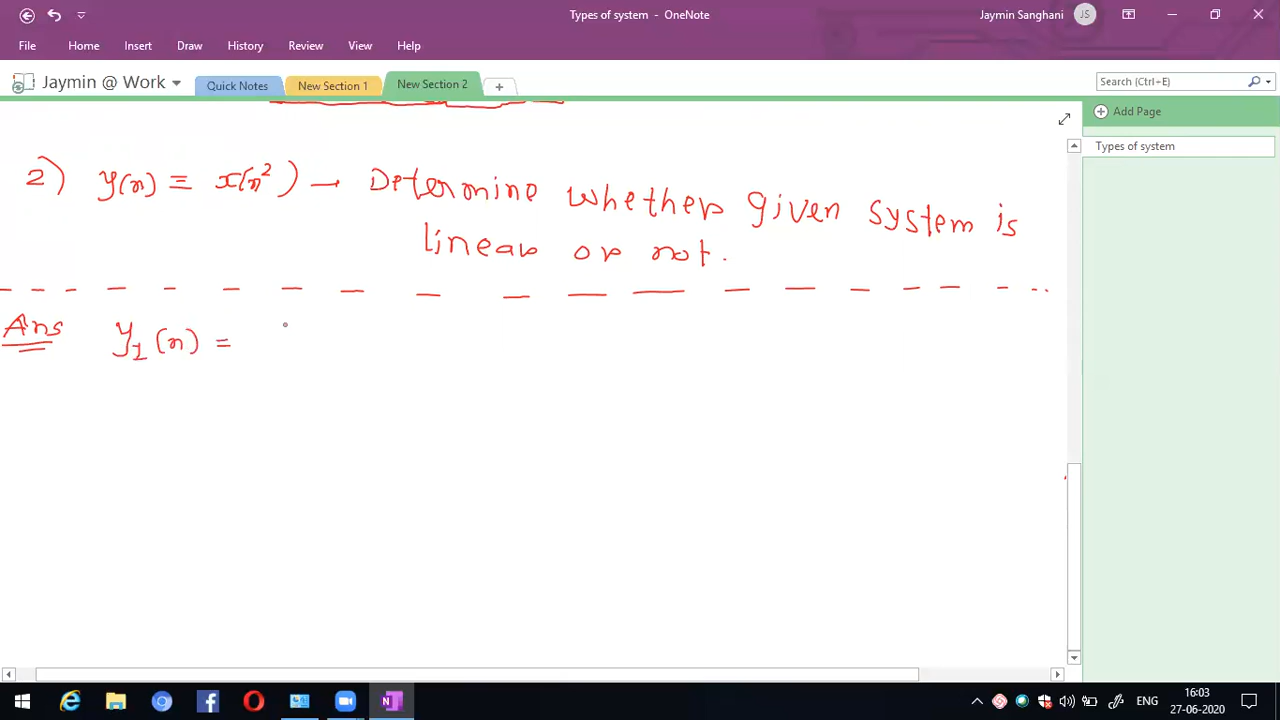 Types of system - OneNote
Jaymin Sanghani
JS
File Home Insert Draw History Review View Help
Jaymin @ Work
Quick Notes
New Section 1
New Section 2
+
Search (Ctrl+E)
Add Page
Types of system
2) y(n) = x(n²) → Determine whether given system is
linear or not.
Ans y₁(n) =
ENG
16:03
27-06-2020